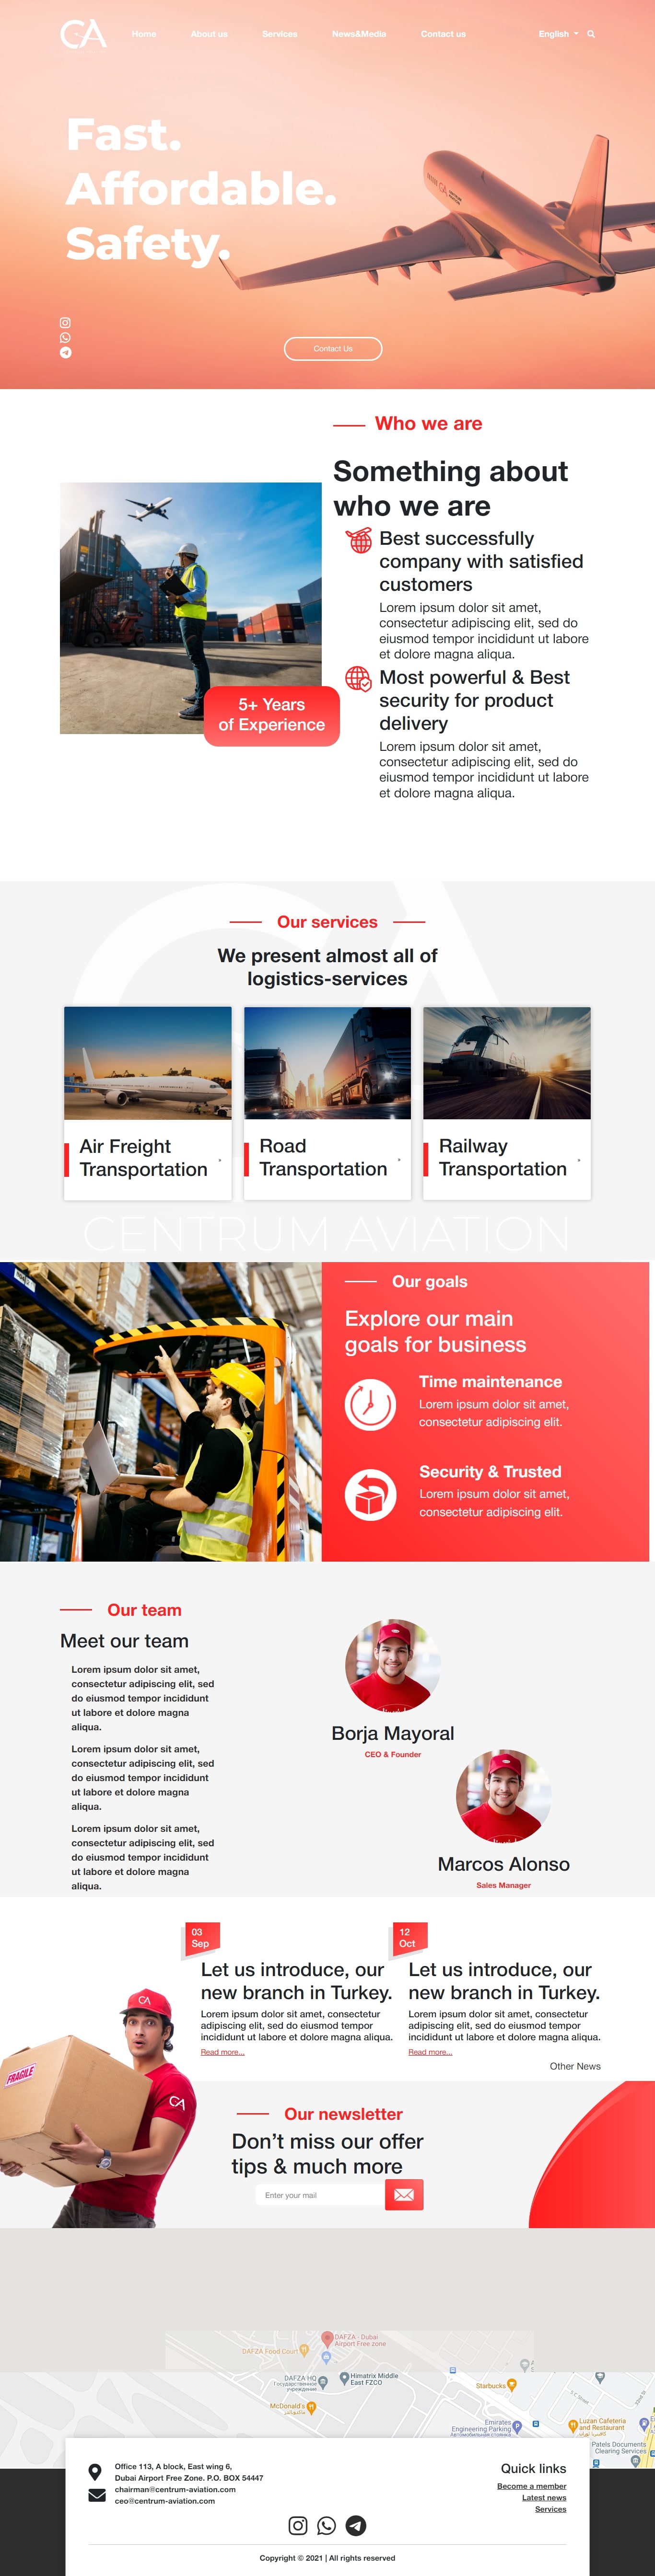 CA
Home
About us
Services
News&Media
Contact us
English
Fast.
Affordable.
Safety.
CA
Contact Us
Who we are
Something about
who we are
Best successfully
company with satisfied
customers
Lorem ipsum dolor sit amet,
consectetur adipiscing elit, sed do
eiusmod tempor incididunt ut labore
et dolore magna aliqua.
Most powerful & Best
security for product
delivery
Lorem ipsum dolor sit amet,
consectetur adipiscing elit, sed do
eiusmod tempor incididunt ut labore
et dolore magna aliqua.
5+ Years
of Experience
Our services
We present almost all of
logistics-services
Air Freight
Transportation
Road
Transportation
Railway
Transportation
CENTRUM AVIATION
Our goals
Explore our main
goals for business
Time maintenance
Lorem ipsum dolor sit amet,
consectetur adipiscing elit.
Security & Trusted
Lorem ipsum dolor sit amet,
consectetur adipiscing elit.
Our team
Meet our team
Lorem ipsum dolor sit amet,
consectetur adipiscing elit, sed
do eiusmod tempor incididunt
ut labore et dolore magna
aliqua.
Lorem ipsum dolor sit amet,
consectetur adipiscing elit, sed
do eiusmod tempor incididunt
ut labore et dolore magna
aliqua.
Lorem ipsum dolor sit amet,
consectetur adipiscing elit, sed
do eiusmod tempor incididunt
ut labore et dolore magna
aliqua.
Borja Mayoral
CEO & Founder
Marcos Alonso
Sales Manager
03
Sep
Let us introduce, our
new branch in Turkey.
Lorem ipsum dolor sit amet, consectetur
adipiscing elit, sed do eiusmod tempor
incididunt ut labore et dolore magna aliqua.
Read more...
12
Oct
Let us introduce, our
new branch in Turkey.
Lorem ipsum dolor sit amet, consectetur
adipiscing elit, sed do eiusmod tempor
incididunt ut labore et dolore magna aliqua.
Read more...
Other News
CA
FRAGILE
CA
Our newsletter
Don't miss our offer
tips & much more
Enter your mail
DAFZA - Dubai
Airport Free zone
DAFZA Food Court
DAFZA HQ
Государственное
учреждение
Himatrix Middle
East FZCO
McDonald's
ماكدونالدز
Starbucks
Emirates
Engineering Parking
Автомобильная стоянка
Luzan Cafeteria
and Restaurant
Patels Documents
Clearing Services
Office 113, A block, East wing 6,
Dubai Airport Free Zone. P.O. BOX 54447
chairman@centrum-aviation.com
ceo@centrum-aviation.com
Quick links
Become a member
Latest news
Services
Copyright © 2021 | All rights reserved